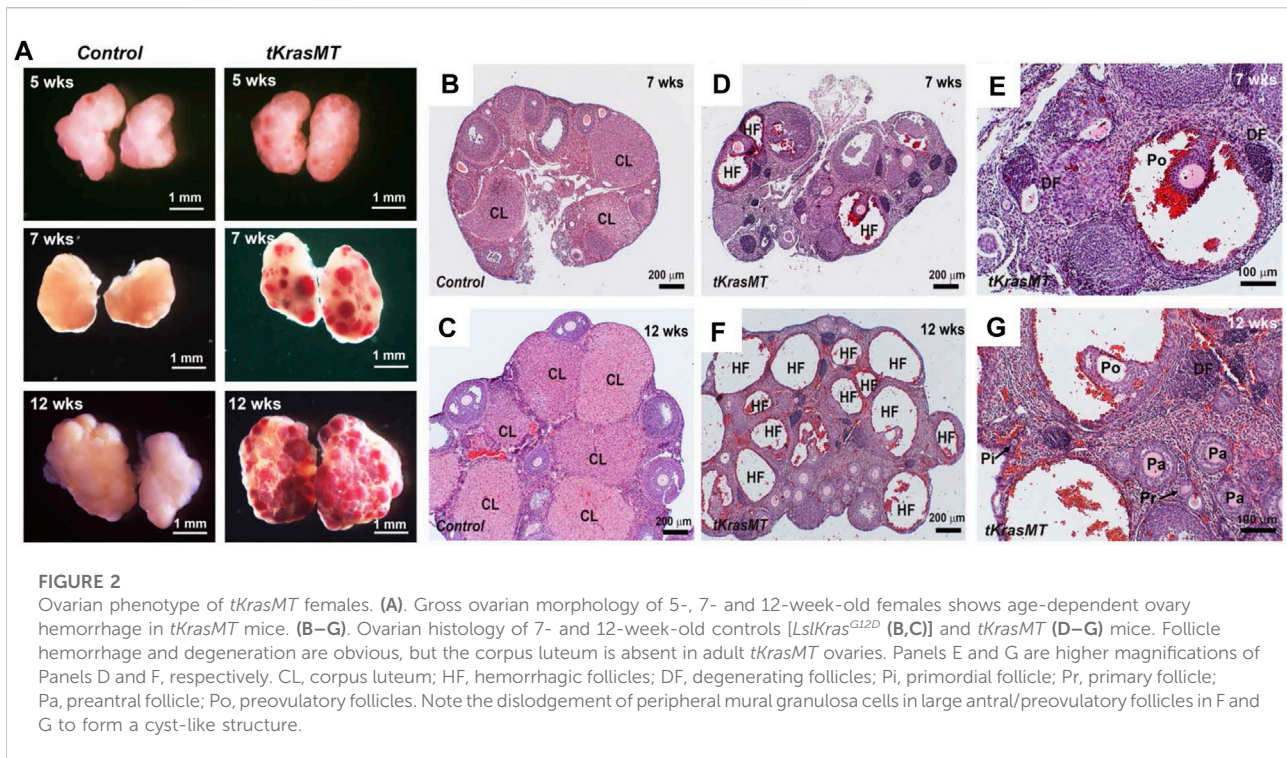 A
Control
tKrasMT
5 wks
1 mm
5 wks
1 mm
7 wks
1 mm
7 wks
1 mm
12 wks
1 mm
12 wks
1 mm
B
7 wks
CL
CL
CL
Control
200 µm
D
7 wks
HF
HF
HF
tKrasMT
200 µm
E
7 wks
DF
Po
DF
tKrasMT
100 µm
C
CL
CL
CL
CL
CL
CL
Control
200 µm
F
12 wks
HF
HF
HF
HF
HF
HF
HF
HF
HF
HF
HF
tKrasMT
200 µm
G
12 wks
Po
DF
Pi
Pa
Pa
Pr
Pa
tKrasMT
100 µm
FIGURE 2
Ovarian phenotype of tKrasMT females. (A). Gross ovarian morphology of 5-, 7- and 12-week-old females shows age-dependent ovary
hemorrhage in tKrasMT mice. (B–G). Ovarian histology of 7- and 12-week-old controls [LslKrasG12D (B,C)] and tKrasMT (D–G) mice. Follicle
hemorrhage and degeneration are obvious, but the corpus luteum is absent in adult tKrasMT ovaries. Panels E and G are higher magnifications of
Panels D and F, respectively. CL, corpus luteum; HF, hemorrhagic follicles; DF, degenerating follicles; Pi, primordial follicle; Pr, primary follicle;
Pa, preantral follicle; Po, preovulatory follicles. Note the dislodgement of peripheral mural granulosa cells in large antral/preovulatory follicles in F and
G to form a cyst-like structure.